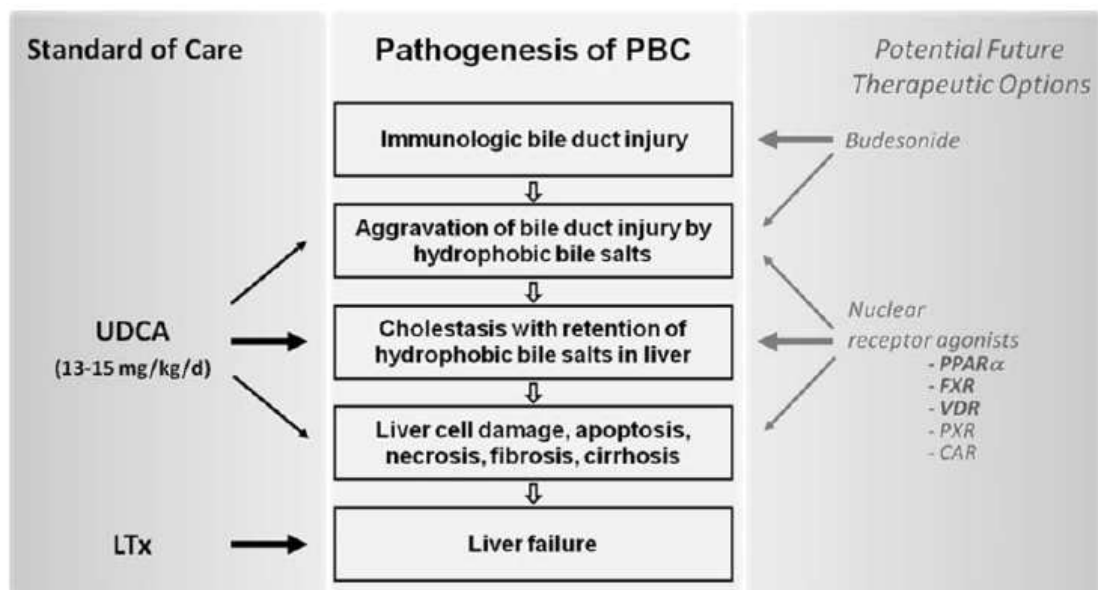 Standard of Care
UDCA
(13-15 mg/kg/d)
LTx
Pathogenesis of PBC
Immunologic bile duct injury
Aggravation of bile duct injury by
hydrophobic bile salts
Cholestasis with retention of
hydrophobic bile salts in liver
Liver cell damage, apoptosis,
necrosis, fibrosis, cirrhosis
Liver failure
Potential Future
Therapeutic Options
Budesonide
Nuclear
receptor agonists
- PPARα
- FXR
- VDR
- PXR
- CAR